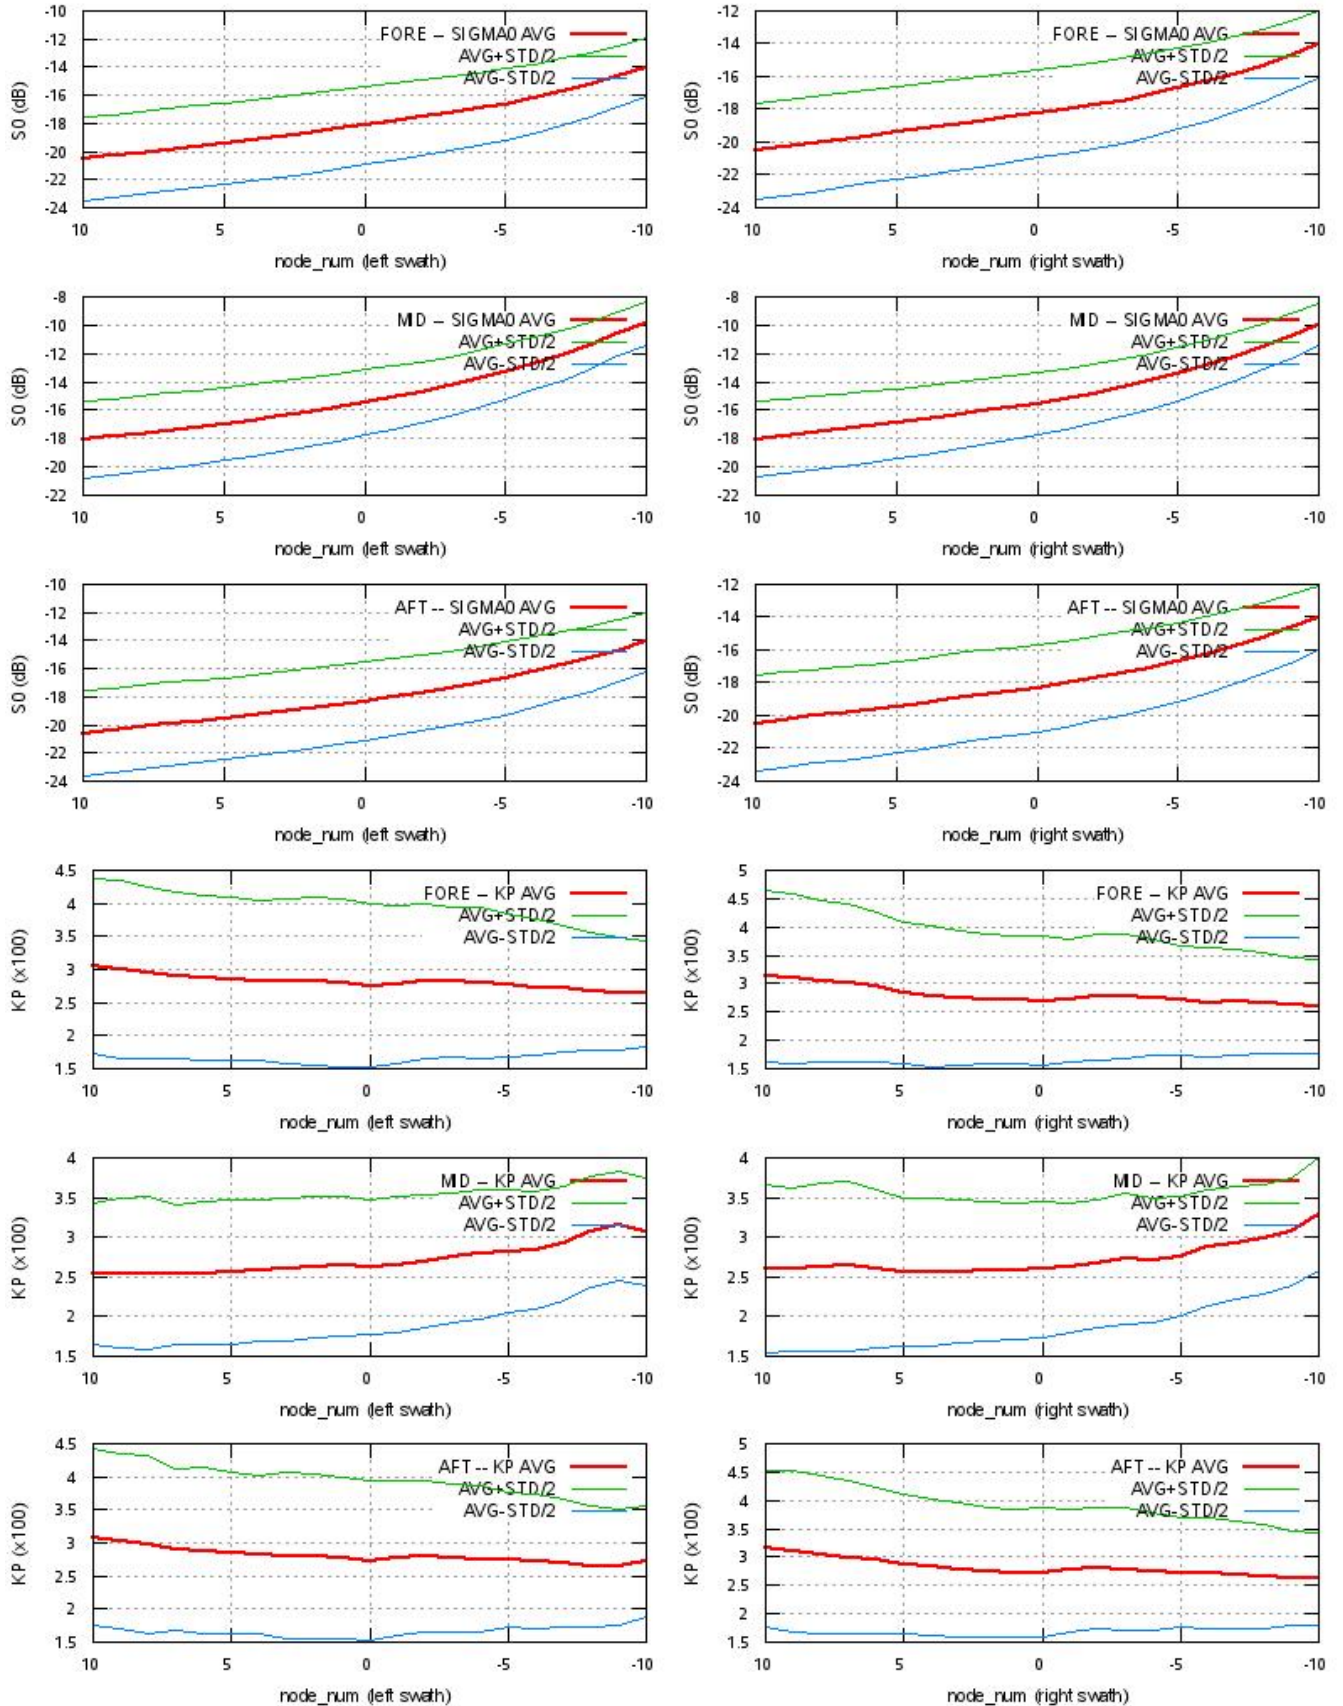 -10
-12
-14
-16
-18
-20
-22
-24
S0 (dB)
FORE -- SIGMA0 AVG
AVG+STD/2
AVG-STD/2
10 5 0 -5 -10
node_num (left swath)
-12
-14
-16
-18
-20
-22
-24
S0 (dB)
FORE -- SIGMA0 AVG
AVG+STD/2
AVG-STD/2
10 5 0 -5 -10
node_num (right swath)
-8
-10
-12
-14
-16
-18
-20
-22
S0 (dB)
MID -- SIGMA0 AVG
AVG+STD/2
AVG-STD/2
10 5 0 -5 -10
node_num (left swath)
-8
-10
-12
-14
-16
-18
-20
-22
S0 (dB)
MID -- SIGMA0 AVG
AVG+STD/2
AVG-STD/2
10 5 0 -5 -10
node_num (right swath)
-10
-12
-14
-16
-18
-20
-22
-24
S0 (dB)
AFT -- SIGMA0 AVG
AVG+STD/2
AVG-STD/2
10 5 0 -5 -10
node_num (left swath)
-12
-14
-16
-18
-20
-22
-24
S0 (dB)
AFT -- SIGMA0 AVG
AVG+STD/2
AVG-STD/2
10 5 0 -5 -10
node_num (right swath)
4.5
4
3.5
3
2.5
2
1.5
KP (x100)
FORE -- KP AVG
AVG+STD/2
AVG-STD/2
10 5 0 -5 -10
node_num (left swath)
5
4.5
4
3.5
3
2.5
2
1.5
KP (x100)
FORE -- KP AVG
AVG+STD/2
AVG-STD/2
10 5 0 -5 -10
node_num (right swath)
4
3.5
3
2.5
2
1.5
KP (x100)
MID -- KP AVG
AVG+STD/2
AVG-STD/2
10 5 0 -5 -10
node_num (left swath)
4
3.5
3
2.5
2
1.5
KP (x100)
MID -- KP AVG
AVG+STD/2
AVG-STD/2
10 5 0 -5 -10
node_num (right swath)
4.5
4
3.5
3
2.5
2
1.5
KP (x100)
AFT -- KP AVG
AVG+STD/2
AVG-STD/2
10 5 0 -5 -10
node_num (left swath)
5
4.5
4
3.5
3
2.5
2
1.5
KP (x100)
AFT -- KP AVG
AVG+STD/2
AVG-STD/2
10 5 0 -5 -10
node_num (right swath)